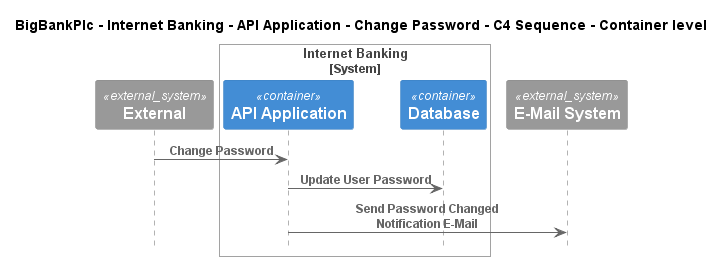 BigBankPlc - Internet Banking - API Application - Change Password - C4 Sequence - Container level
Internet Banking
[System]
«external_system»
External
«container»
API Application
«container»
Database
«external_system»
E-Mail System
Change Password
Update User Password
Send Password Changed
Notification E-Mail